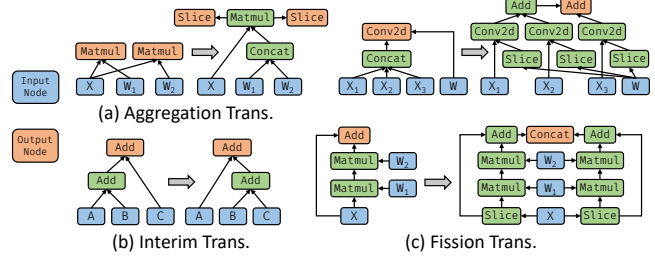 Input
Node
Output
Node
Slice Matmul Slice
Matmul Matmul
Concat
X W1 W2 X W1 W2
(a) Aggregation Trans.
Add Add
Conv2d Conv2d Conv2d Conv2d
Concat Slice Slice Slice
X1 X2 X3 W X1 X2 X3 W
Add Add
Add Add
A B C A B C
(b) Interim Trans.
Add Add Concat Add
Matmul W2 Matmul W2 Matmul
Matmul W1 Matmul W1 Matmul
X Slice X Slice
(c) Fission Trans.